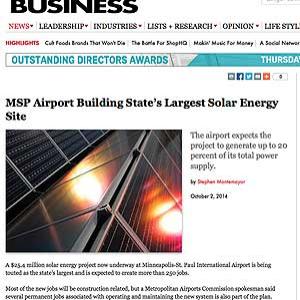 BUSINESS
NEWS LEADERSHIP INDUSTRIES LISTS + RESEARCH OPINION LIFE STYLE
HIGHLIGHTS Cult Foods Brands That Won't Die The Battle For ShopHQ Makin' Music For Money A Social Network
OUTSTANDING DIRECTORS AWARDS THURSDAY
MSP Airport Building State's Largest Solar Energy
Site
The airport expects the
project to generate up to 20
percent of its total power
supply.
by Stephen Montemayor
October 2, 2014
A $25.4 million solar energy project now underway at Minneapolis-St. Paul International Airport is being
touted as the state's largest and is expected to create more than 250 jobs.
Most of the new jobs will be construction related, but a Metropolitan Airports Commission spokesman said
several permanent jobs associated with operating and maintaining the new system is also part of the plan.